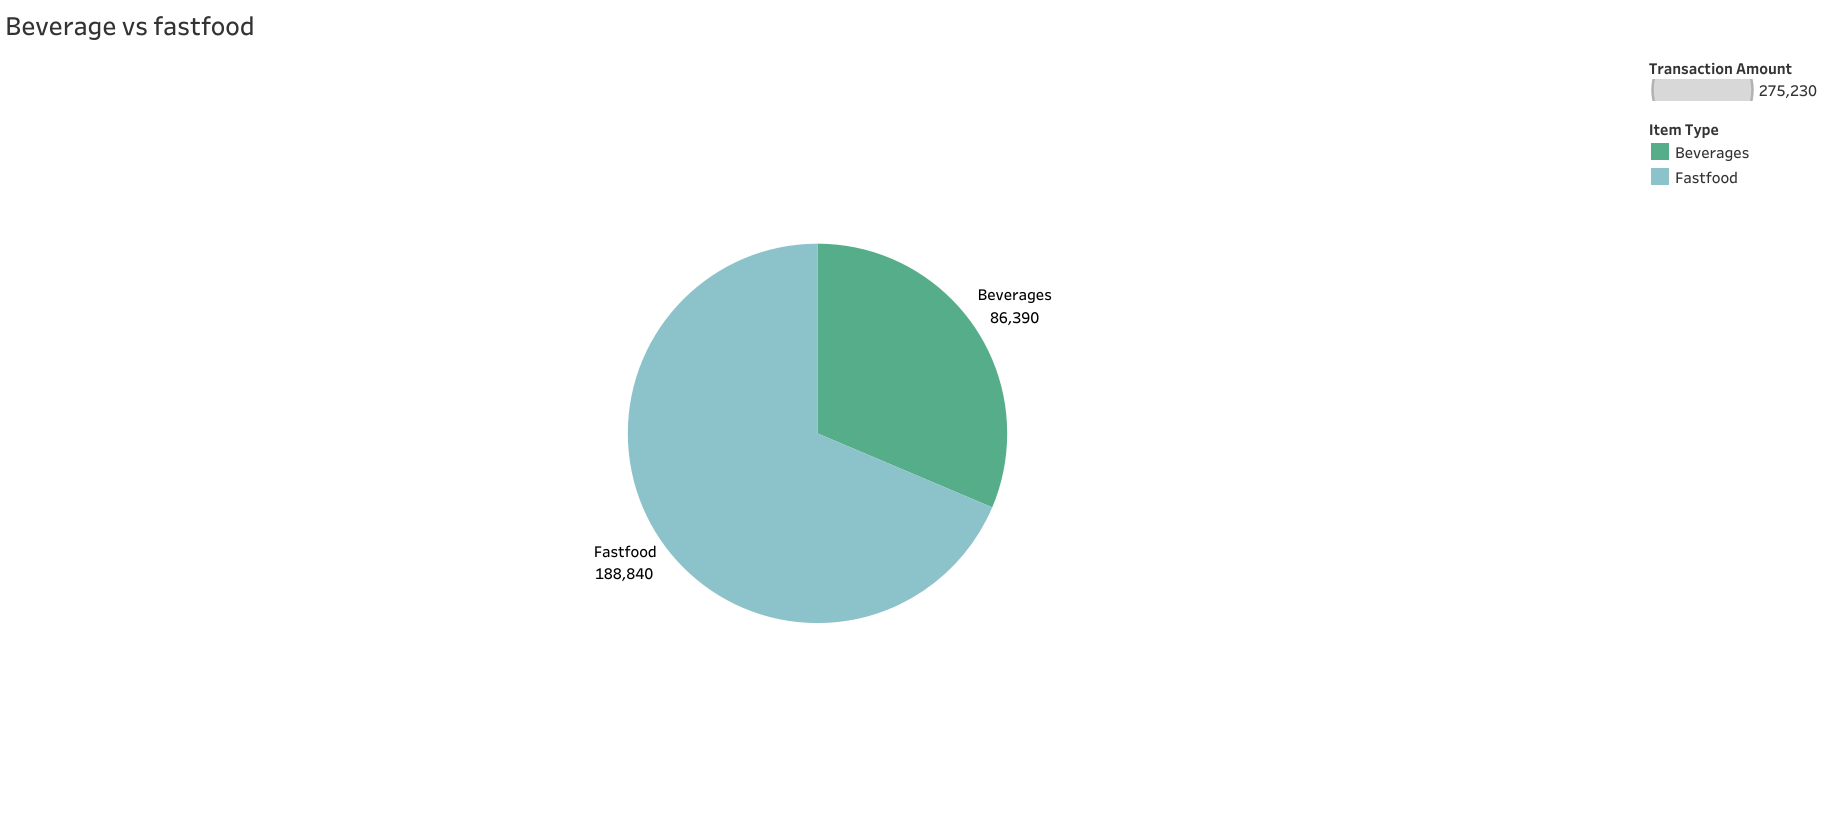 Beverage vs fastfood
Transaction Amount
275,230
Item Type
Beverages
Fastfood
Beverages
86,390
Fastfood
188,840